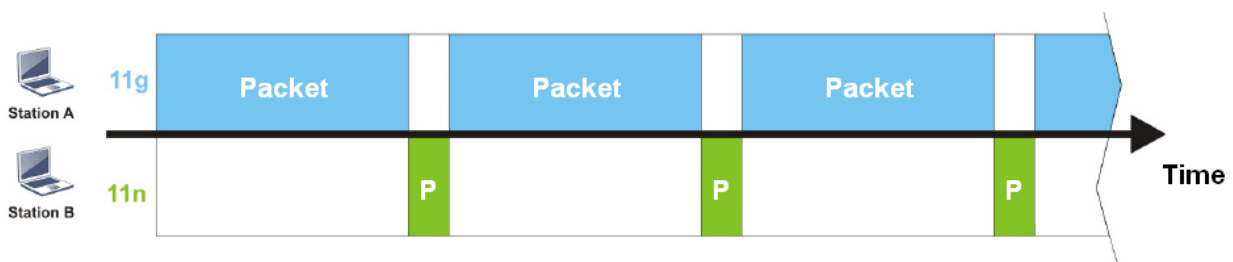 11g Packet Packet Packet
Station A
11n P P P
Time
Station B